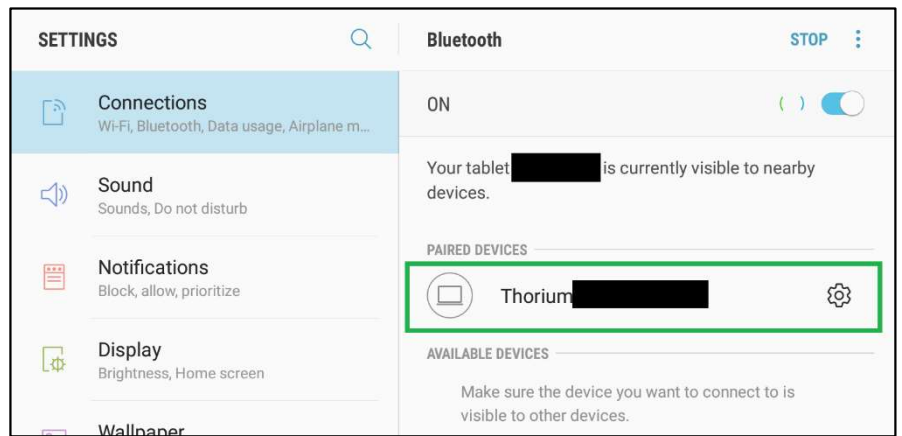 SETTINGS
Connections
Wi-Fi, Bluetooth, Data usage, Airplane m...
Sound
Sounds, Do not disturb
Notifications
Block, allow, prioritize
Display
Brightness, Home screen
Wallpaper
Bluetooth
STOP
ON
Your tablet is currently visible to nearby
devices.
PAIRED DEVICES
Thorium
AVAILABLE DEVICES
Make sure the device you want to connect to is
visible to other devices.